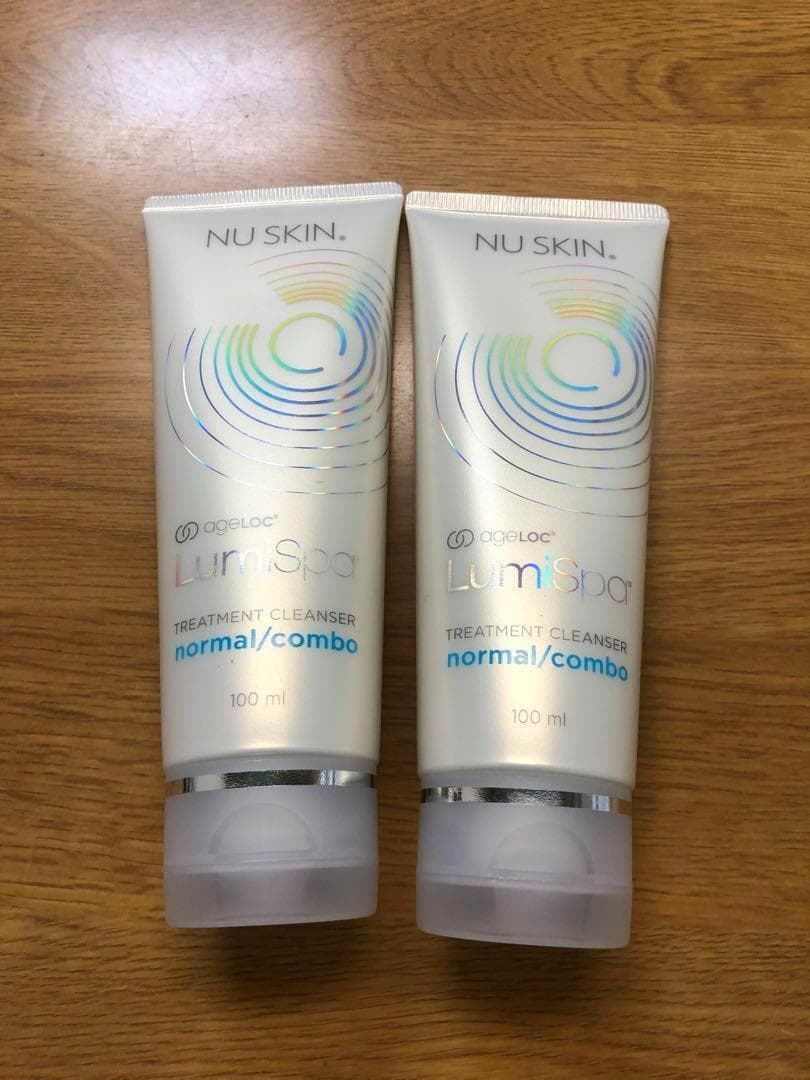 NU SKIN®
ageLOC®
LumiSpa®
TREATMENT CLEANSER
normal/combo
100 ml
NU SKIN®
ageLOC®
LumiSpa®
TREATMENT CLEANSER
normal/combo
100 ml